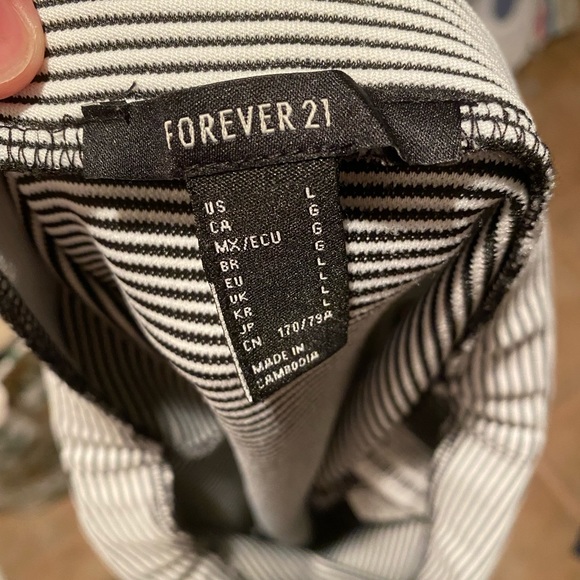 FOREVER 21
US L
CA G
MX/ECU G
BR G
EU L
UK L
KR L
JP L
CN 170/79A
MADE IN
CAMBODIA